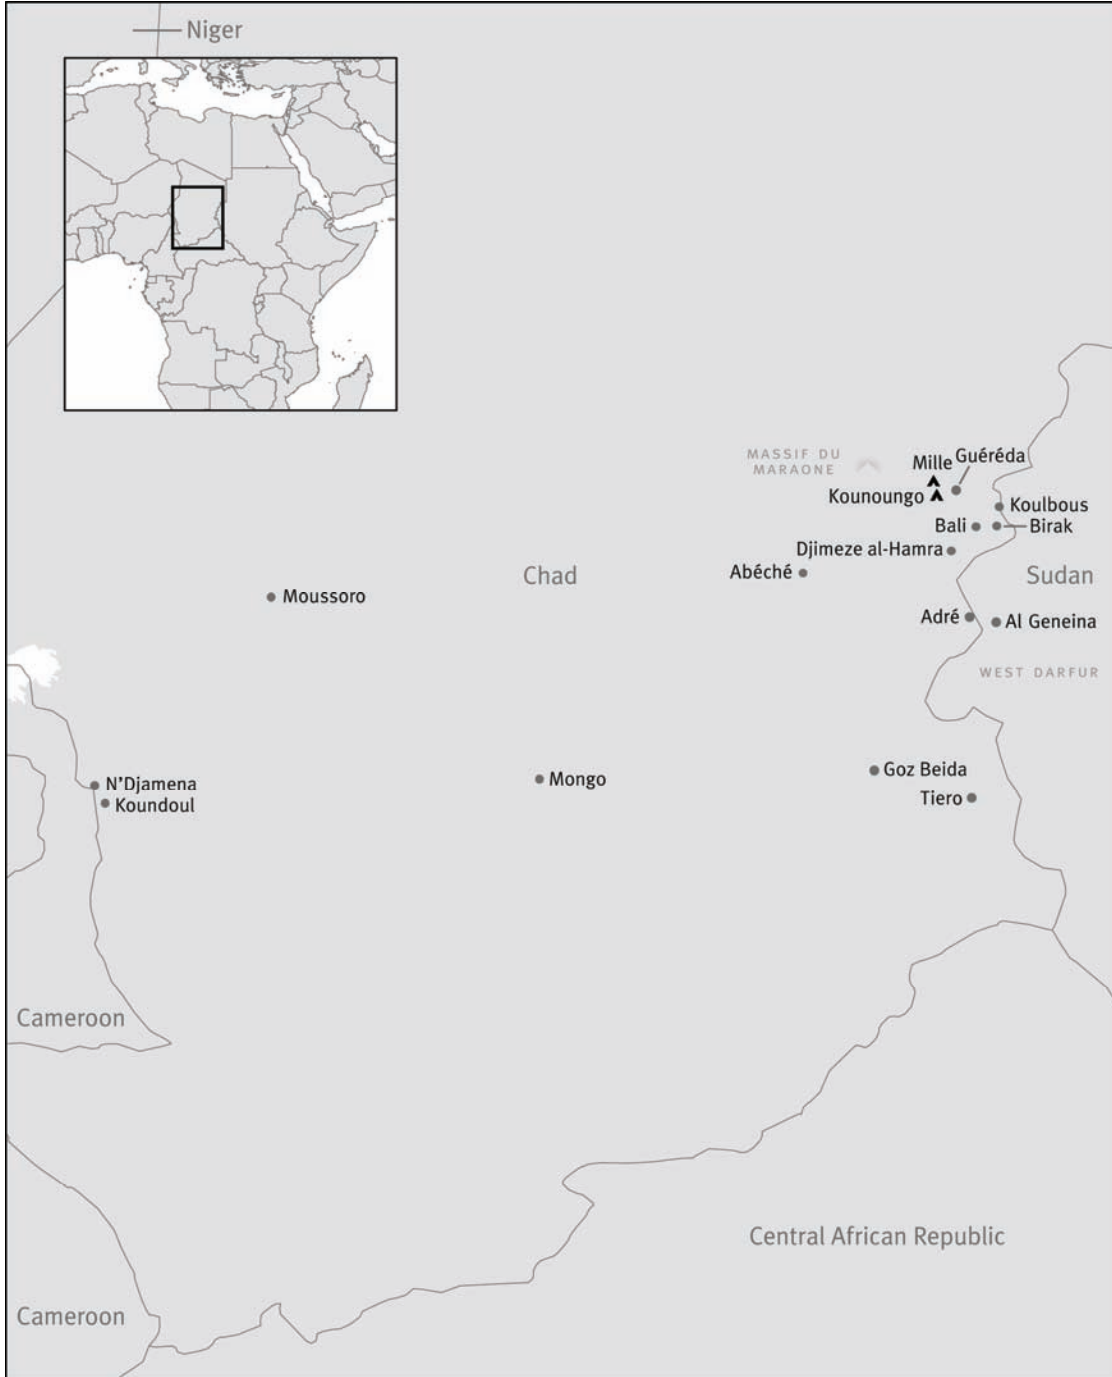 Niger
MASSIF DU
MARAONE
Mille
Guéréda
Kounoungo
Koulbous
Bali
Birak
Djimeze al-Hamra
Abéché
Chad
Sudan
Moussoro
Adré
Al Geneina
WEST DARFUR
N'Djamena
Koundoul
Mongo
Goz Beida
Tiero
Cameroon
Central African Republic
Cameroon